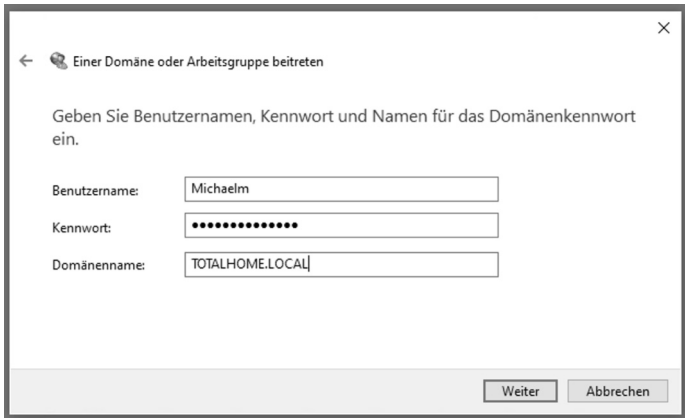 Einer Domäne oder Arbeitsgruppe beitreten
Geben Sie Benutzernamen, Kennwort und Namen für das Domänenkennwort
ein.
Benutzername: Michaelm
Kennwort: ••••••••••••••
Domänenname: TOTALHOME.LOCAL
Weiter Abbrechen